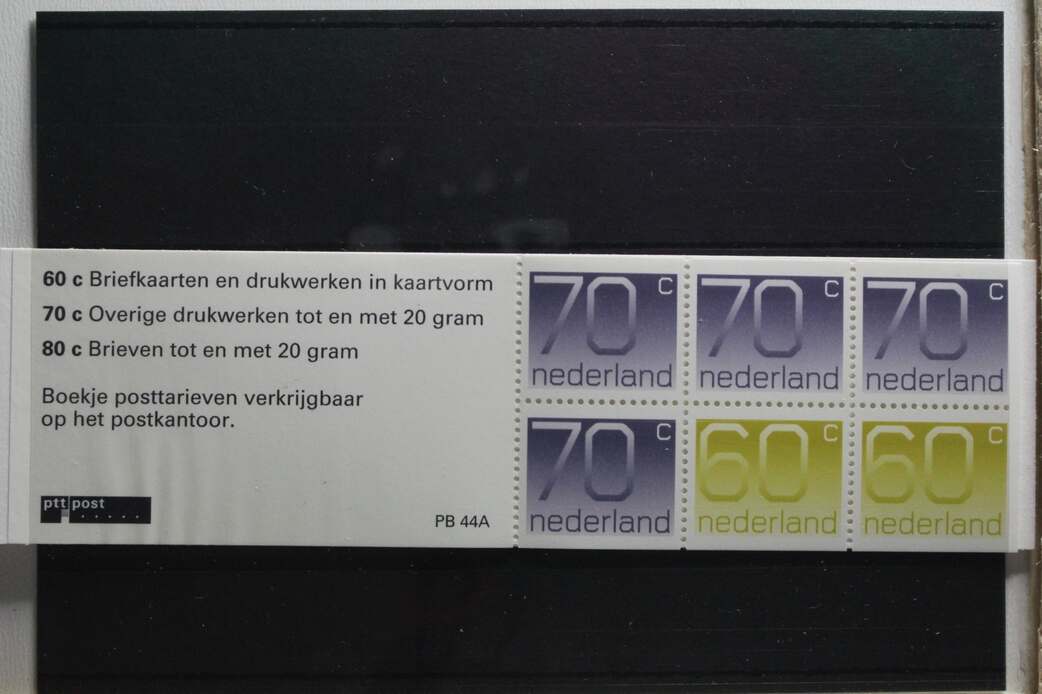 60 c Briefkaarten en drukwerken in kaartvorm
70 c Overige drukwerken tot en met 20 gram
80 c Brieven tot en met 20 gram
Boekje posttarieven verkrijgbaar
op het postkantoor.
ptt post
PB 44A
70 c
nederland
70 c
nederland
70 c
nederland
70 c
nederland
60 c
nederland
60 c
nederland